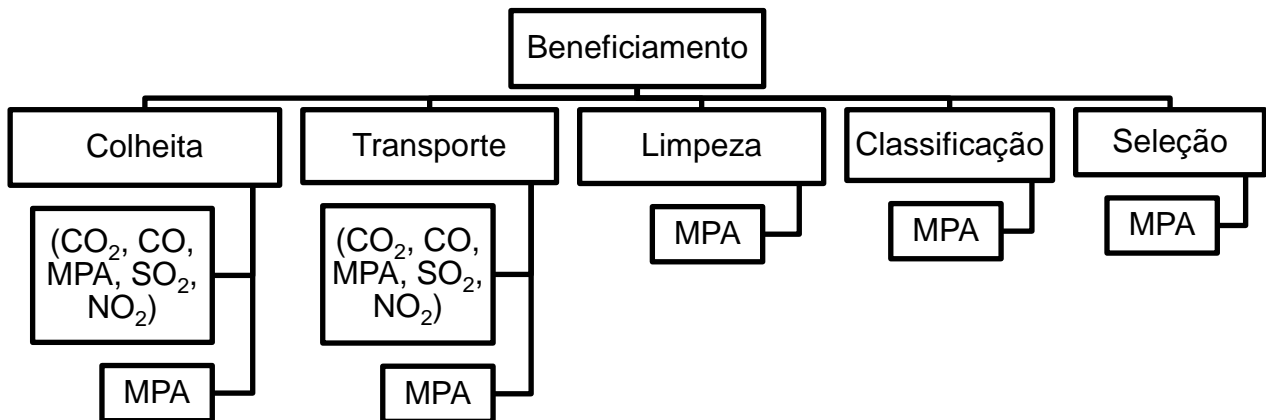 Beneficiamento
Colheita
Transporte
Limpeza
Classificação
Seleção
(CO₂, CO,
MPA, SO₂,
NO₂)
MPA
(CO₂, CO,
MPA, SO₂,
NO₂)
MPA
MPA
MPA
MPA